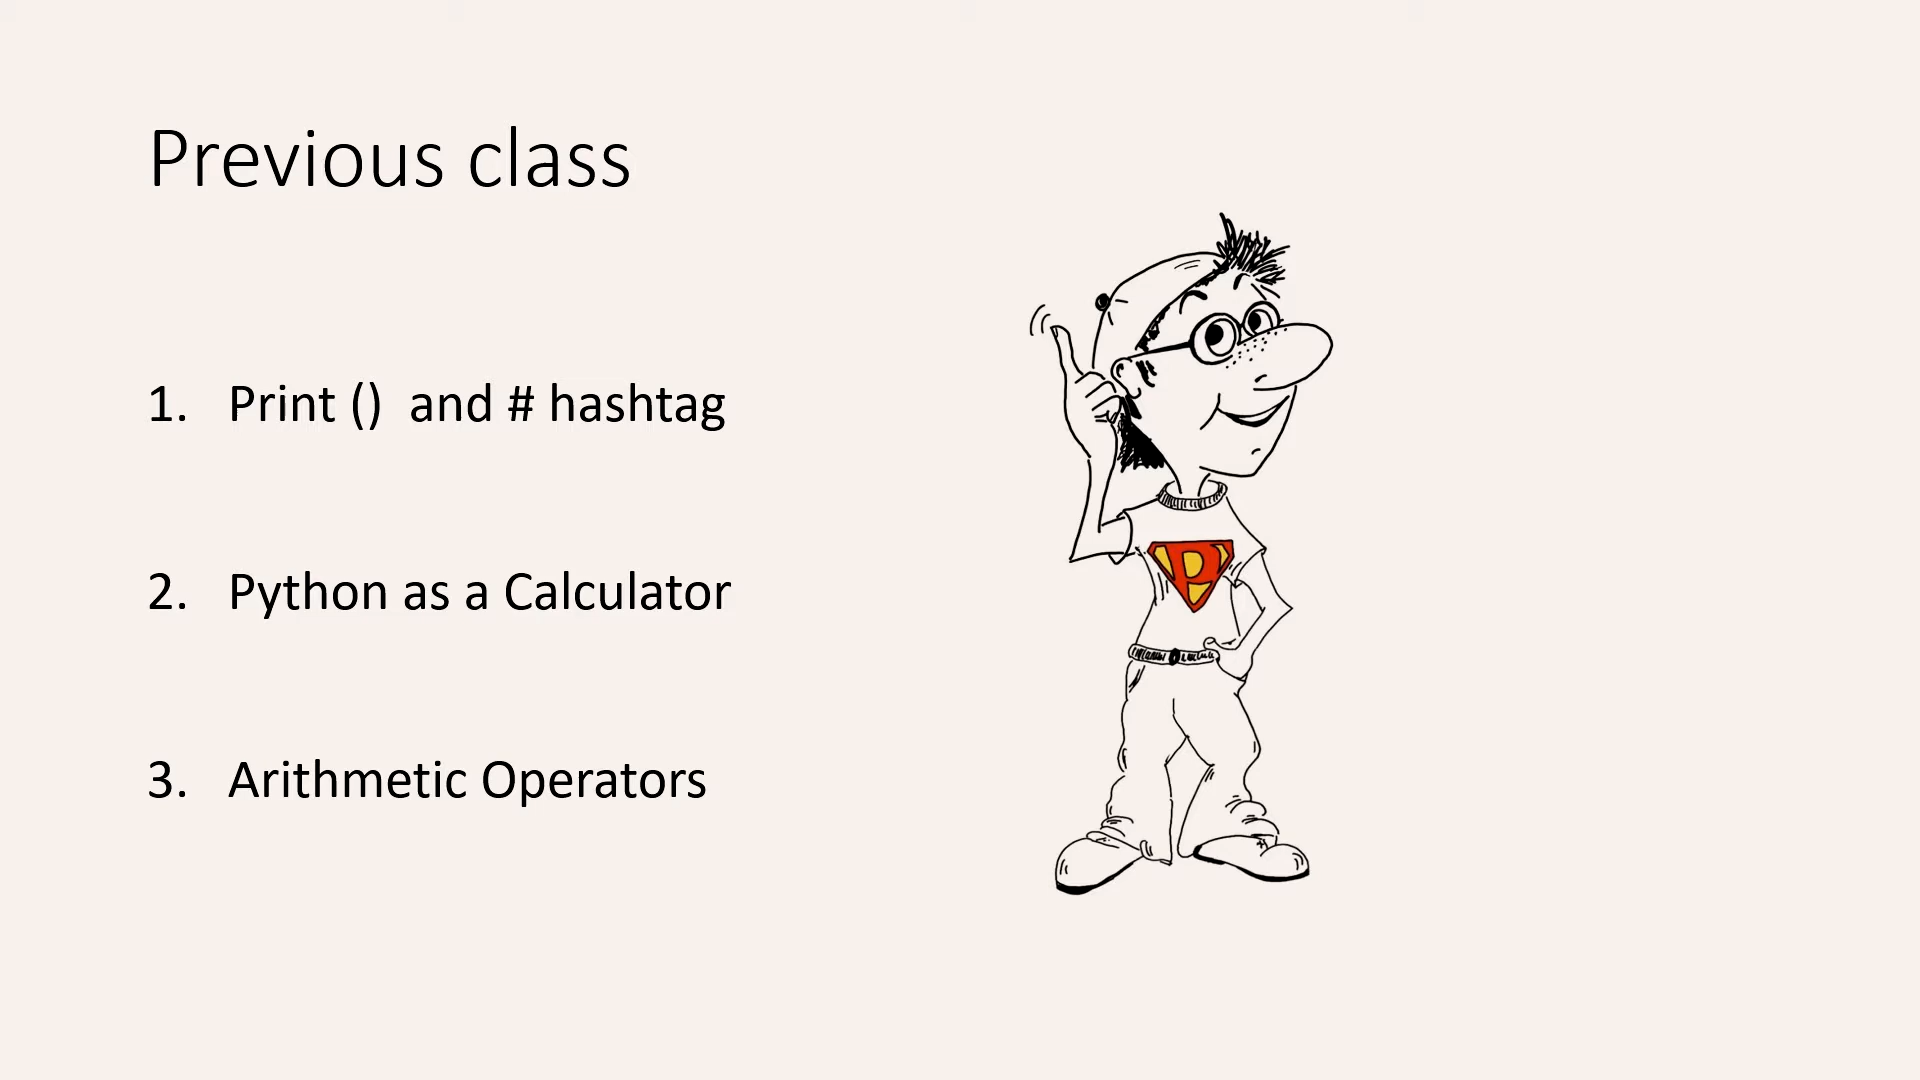 Previous class
1. Print ()  and # hashtag
2. Python as a Calculator
3. Arithmetic Operators
P